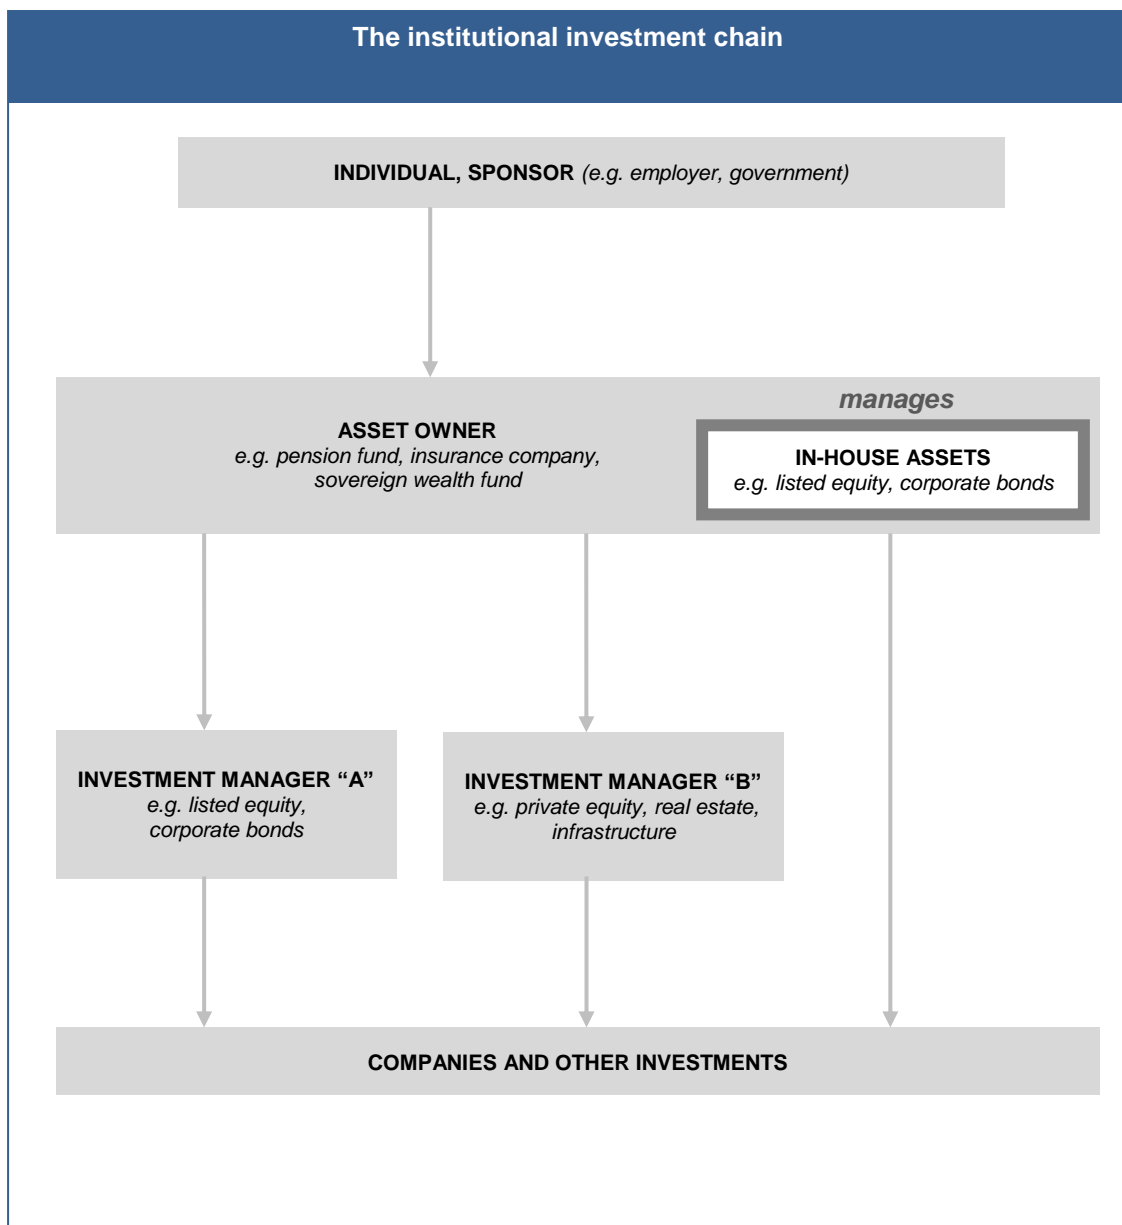 The institutional investment chain
INDIVIDUAL, SPONSOR (e.g. employer, government)
manages
ASSET OWNER
e.g. pension fund, insurance company,
sovereign wealth fund
IN-HOUSE ASSETS
e.g. listed equity, corporate bonds
INVESTMENT MANAGER “A”
e.g. listed equity,
corporate bonds
INVESTMENT MANAGER “B”
e.g. private equity, real estate,
infrastructure
COMPANIES AND OTHER INVESTMENTS